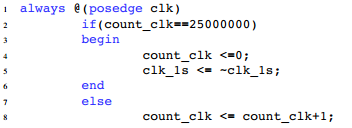 1 always @(posedge clk)
2 if(count_clk==25000000)
3 begin
4 count_clk <=0;
5 clk_1s <= ~clk_1s;
6 end
7 else
8 count_clk <= count_clk+1;